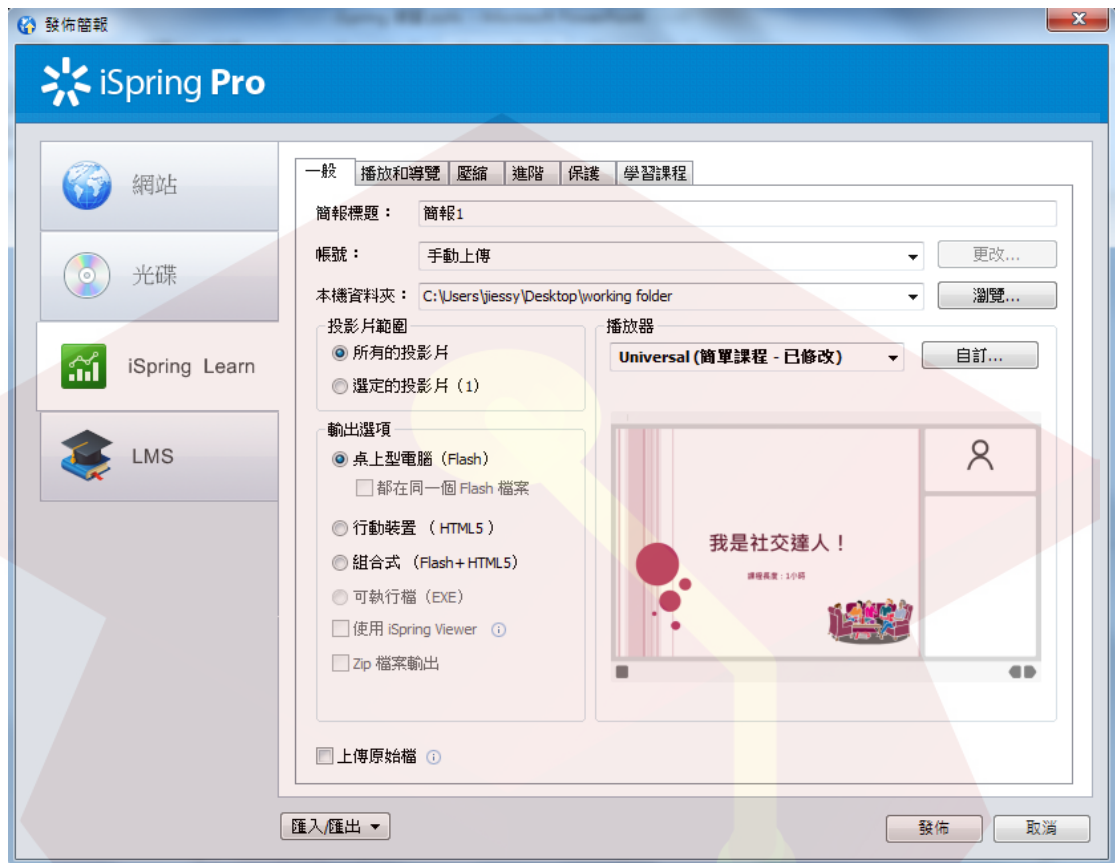 發佈簡報
iSpring Pro
網站
光碟
iSpring Learn
LMS
一般 播放和導覽 壓縮 進階 保護 學習課程
簡報標題： 簡報1
帳號： 手動上傳 更改...
本機資料夾： C:\Users\jiessy\Desktop\working folder 瀏覽...
投影片範圍
所有的投影片
選定的投影片（1）
輸出選項
桌上型電腦（Flash）
都在同一個 Flash 檔案
行動裝置 （ HTML5 ）
組合式 （Flash+HTML5）
可執行檔（EXE）
使用 iSpring Viewer
Zip 檔案輸出
播放器
Universal (簡單課程 - 已修改) 自訂...
我是社交達人！
課程長度：1小時
上傳原始檔
匯入/匯出 發佈 取消